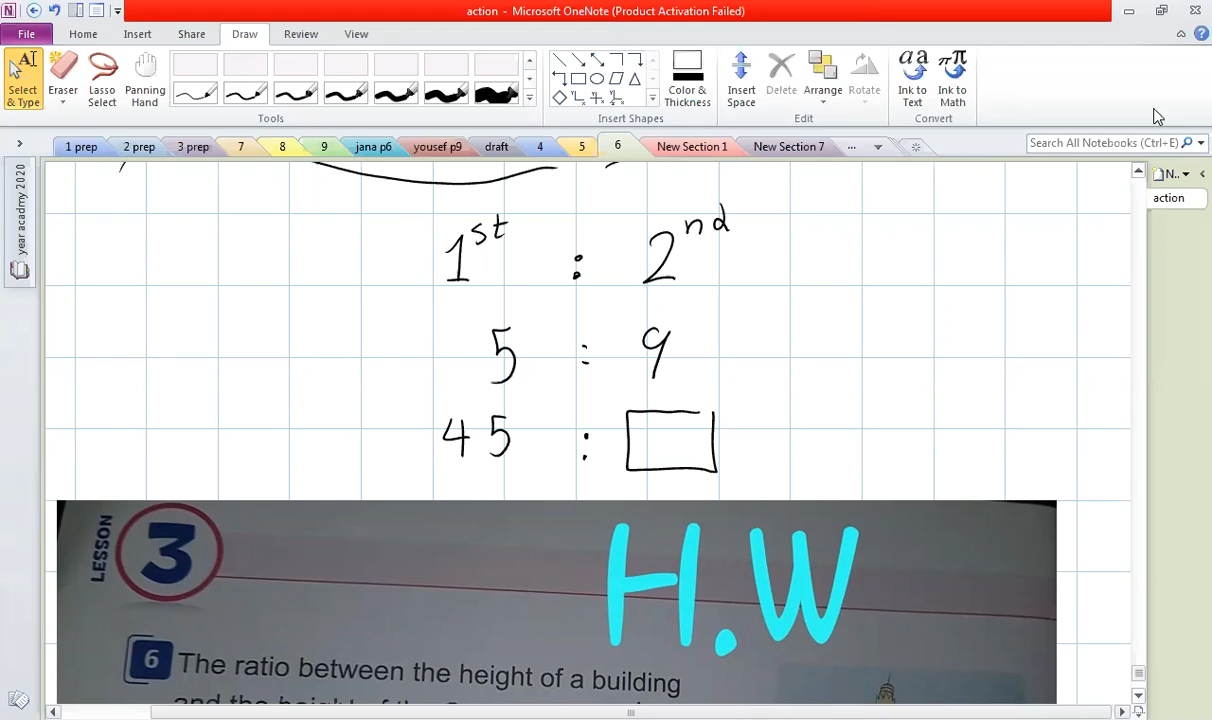 action - Microsoft OneNote (Product Activation Failed)
File Home Insert Share Draw Review View
Select & Type
Eraser
Lasso Select
Panning Hand
Color & Thickness
Insert Space
Delete
Arrange
Rotate
Ink to Text
Ink to Math
Tools Insert Shapes Edit Convert
1 prep 2 prep 3 prep 7 8 9 jana p6 yousef p9 draft 4 5 6 New Section 1 New Section 7 ...
Search All Notebooks (Ctrl+E)
N..
action
year acadmy 2020
1st : 2nd
5 : 9
45 :
LESSON 3
H.W
6 The ratio between the height of a building